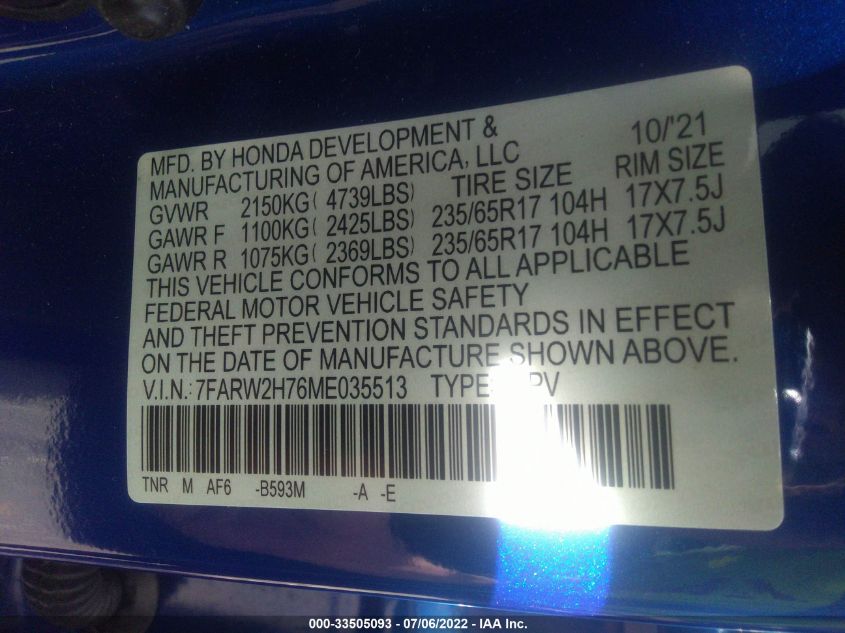 MFD. BY HONDA DEVELOPMENT & 10/'21
MANUFACTURING OF AMERICA, LLC
TIRE SIZE RIM SIZE
GVWR 2150KG( 4739LBS)
GAWR F 1100KG( 2425LBS) 235/65R17 104H 17X7.5J
GAWR R 1075KG( 2369LBS) 235/65R17 104H 17X7.5J
THIS VEHICLE CONFORMS TO ALL APPLICABLE
FEDERAL MOTOR VEHICLE SAFETY
AND THEFT PREVENTION STANDARDS IN EFFECT
ON THE DATE OF MANUFACTURE SHOWN ABOVE.
V.I.N.: 7FARW2H76ME035513 TYPE
TNR M AF6 -B593M -A -E
000-33505093 - 07/06/2022 - IAA Inc.